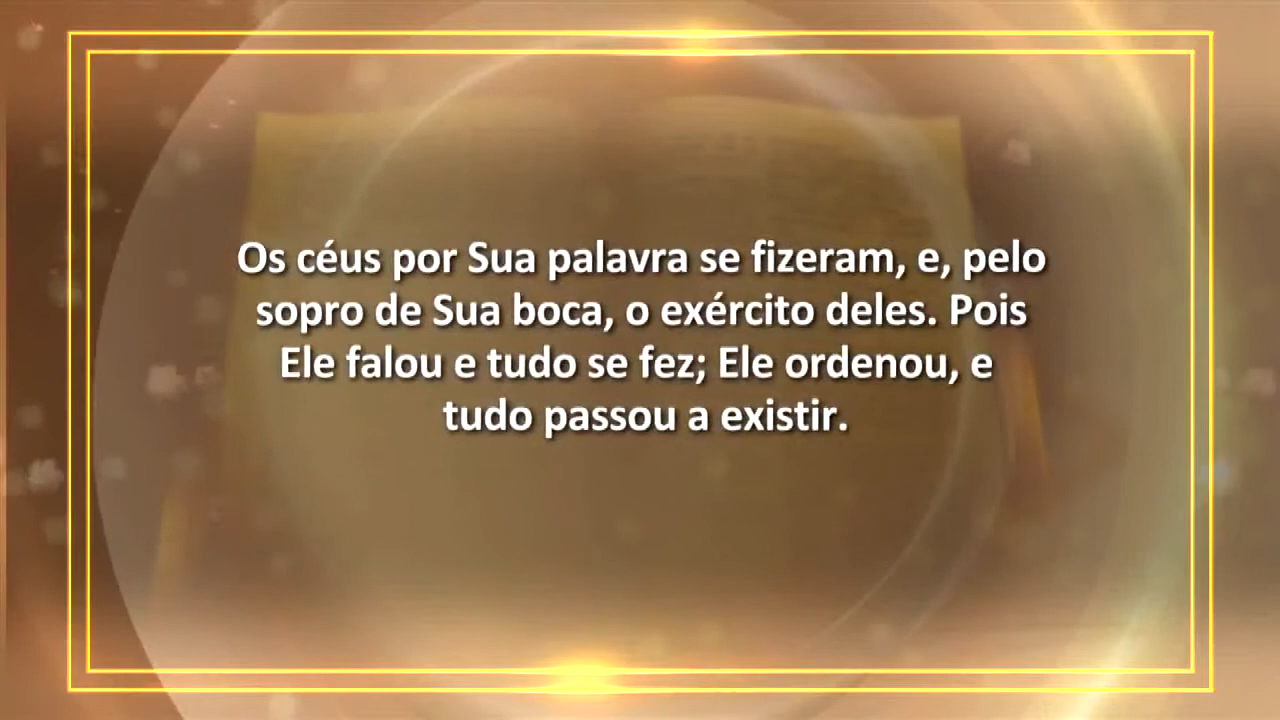 Os céus por Sua palavra se fizeram, e, pelo
sopro de Sua boca, o exército deles. Pois
Ele falou e tudo se fez; Ele ordenou, e
tudo passou a existir.